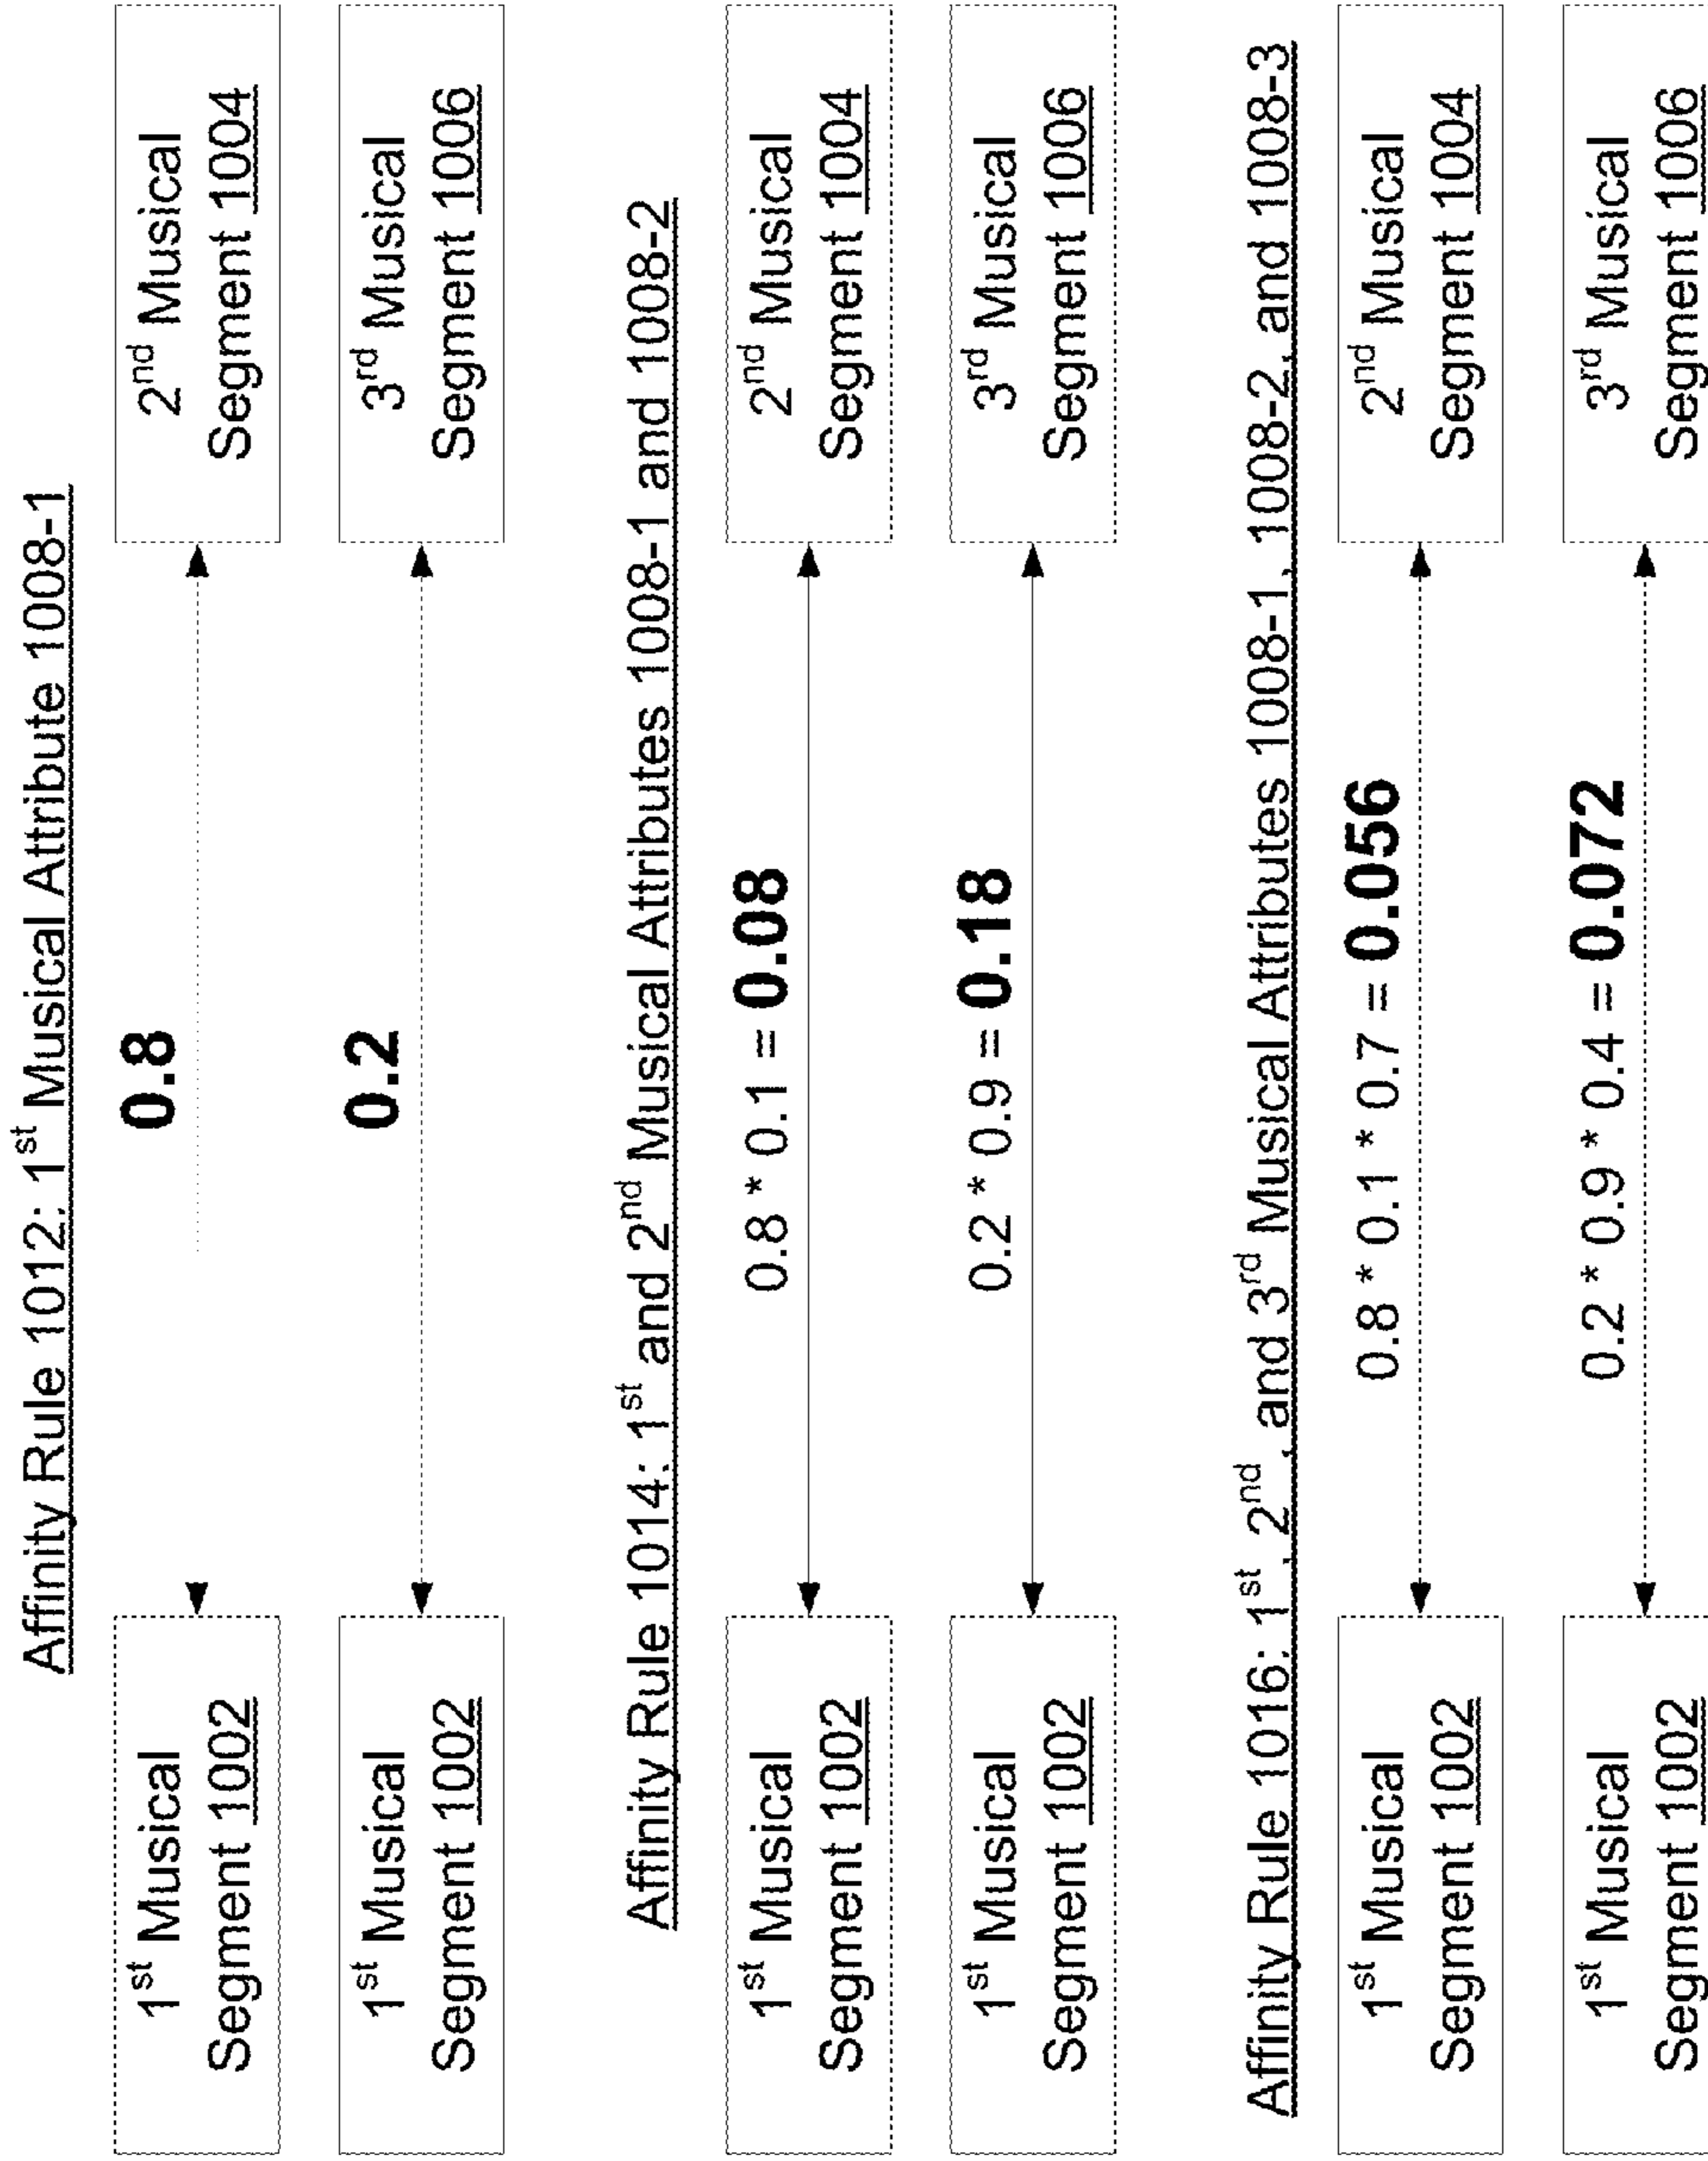 Affinity Rule 1012: 1st Musical Attribute 1008-1
1st Musical
Segment 1002
0.8
2nd Musical
Segment 1004
1st Musical
Segment 1002
0.2
3rd Musical
Segment 1006
Affinity Rule 1014: 1st and 2nd Musical Attributes 1008-1 and 1008-2
1st Musical
Segment 1002
0.8 * 0.1 = 0.08
2nd Musical
Segment 1004
1st Musical
Segment 1002
0.2 * 0.9 = 0.18
3rd Musical
Segment 1006
Affinity Rule 1016: 1st, 2nd, and 3rd Musical Attributes 1008-1, 1008-2, and 1008-3
1st Musical
Segment 1002
0.8 * 0.1 * 0.7 = 0.056
2nd Musical
Segment 1004
1st Musical
Segment 1002
0.2 * 0.9 * 0.4 = 0.072
3rd Musical
Segment 1006